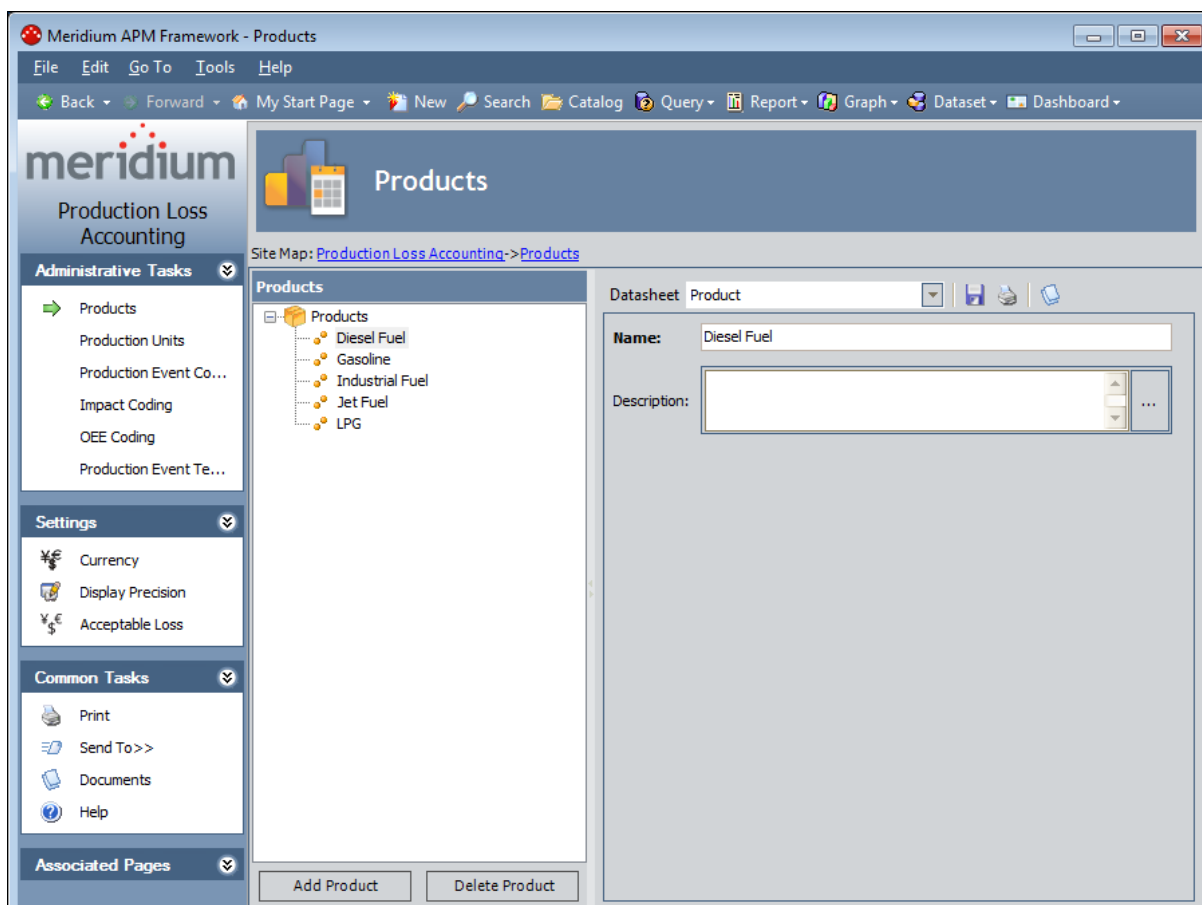 Meridium APM Framework - Products
File Edit Go To Tools Help
Back Forward My Start Page New Search Catalog Query Report Graph Dataset Dashboard
meridium
Production Loss
Accounting
Products
Site Map: Production Loss Accounting->Products
Administrative Tasks
Products
Production Units
Production Event Co...
Impact Coding
OEE Coding
Production Event Te...
Settings
Currency
Display Precision
Acceptable Loss
Common Tasks
Print
Send To>>
Documents
Help
Associated Pages
Products
Products
Diesel Fuel
Gasoline
Industrial Fuel
Jet Fuel
LPG
Add Product Delete Product
Datasheet Product
Name: Diesel Fuel
Description: ...